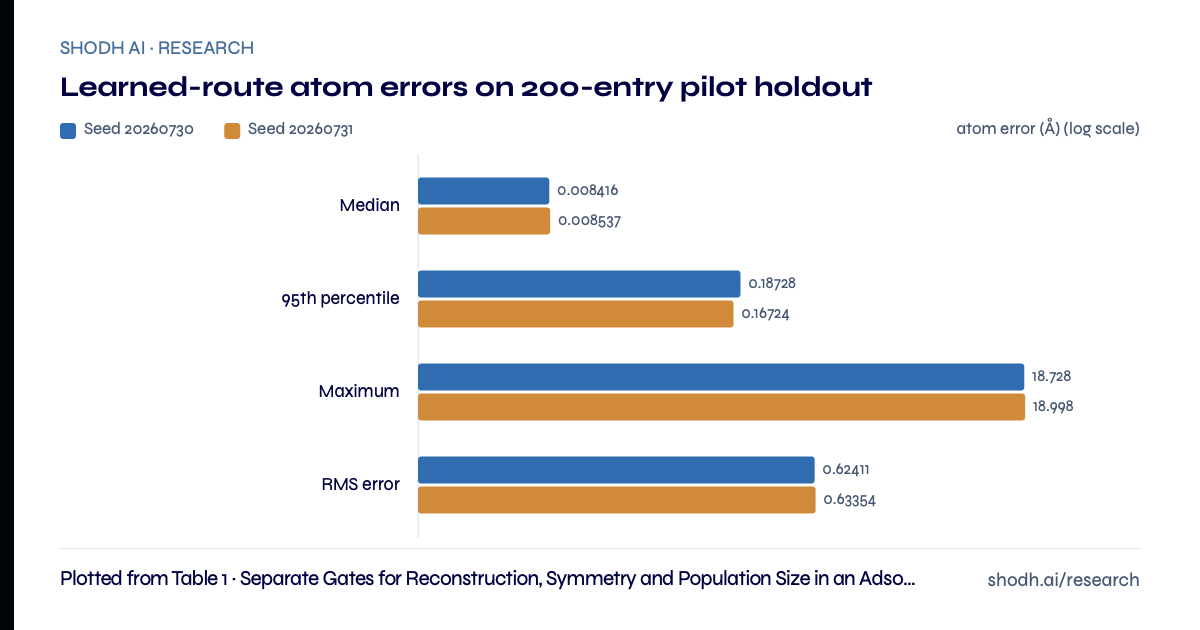 SHODH AI · RESEARCH
Learned-route atom errors on 200-entry pilot holdout
Seed 20260730 Seed 20260731 atom error (Å) (log scale)
Median 0.008416
0.008537
95th percentile 0.18728
0.16724
Maximum 18.728
18.998
RMS error 0.62411
0.63354
Plotted from Table 1 · Separate Gates for Reconstruction, Symmetry and Population Size in an Adso... shodh.ai/research